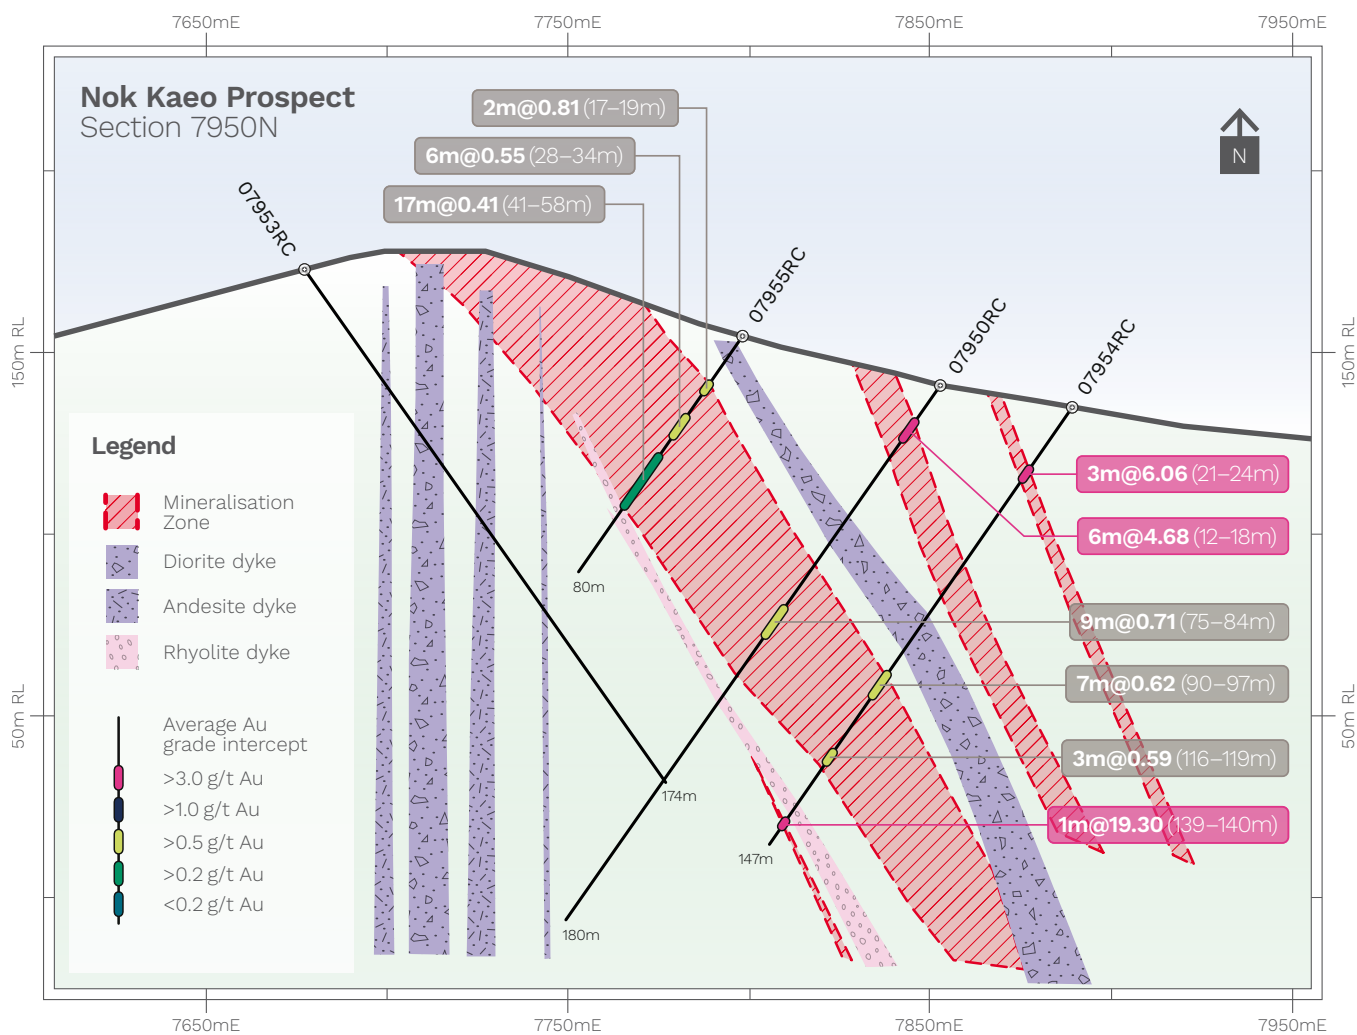 7650mE
7750mE
7850mE
7950mE
Nok Kaeo Prospect
Section 7950N
N
2m@0.81 (17–19m)
6m@0.55 (28–34m)
17m@0.41 (41–58m)
07953RC
07955RC
07950RC
07954RC
150m RL
150m RL
50m RL
50m RL
3m@6.06 (21–24m)
6m@4.68 (12–18m)
9m@0.71 (75–84m)
7m@0.62 (90–97m)
3m@0.59 (116–119m)
1m@19.30 (139–140m)
80m
174m
147m
180m
Legend
Mineralisation
Zone
Diorite dyke
Andesite dyke
Rhyolite dyke
Average Au
grade intercept
>3.0 g/t Au
>1.0 g/t Au
>0.5 g/t Au
>0.2 g/t Au
<0.2 g/t Au
7650mE
7750mE
7850mE
7950mE